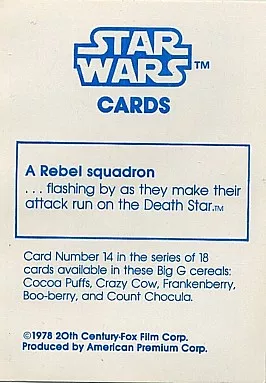 STAR
WARS™
CARDS
A Rebel squadron
. . . flashing by as they make their
attack run on the Death Star.™
Card Number 14 in the series of 18
cards available in these Big G cereals:
Cocoa Puffs, Crazy Cow, Frankenberry,
Boo-berry, and Count Chocula.
©1978 20th Century-Fox Film Corp.
Produced by American Premium Corp.